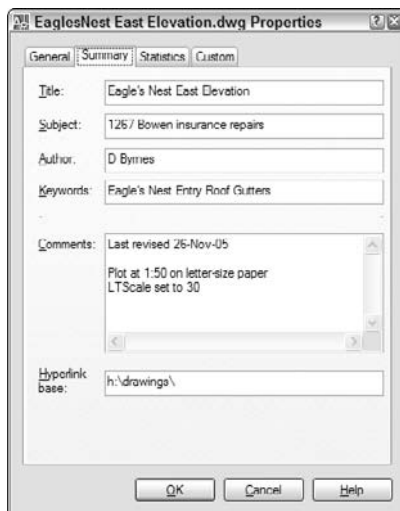 EaglesNest East Elevation.dwg Properties
General Summary Statistics Custom
Title: Eagle's Nest East Elevation
Subject: 1267 Bowen insurance repairs
Author: D Byrnes
Keywords: Eagle's Nest Entry Roof Gutters
Comments: Last revised 26-Nov-05
Plot at 1:50 on letter-size paper
LTScale set to 30
Hyperlink base: h:\drawings\
OK Cancel Help